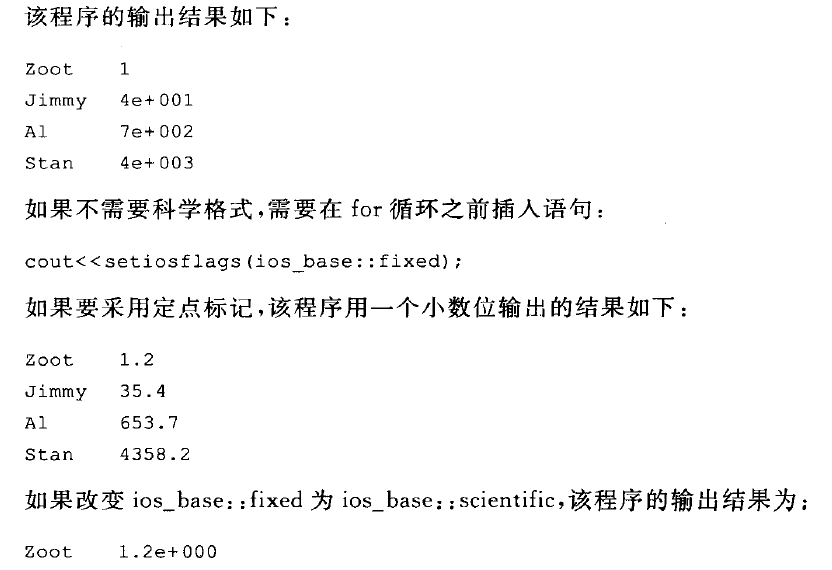 该程序的输出结果如下：
Zoot 1
Jimmy 4e+001
Al 7e+002
Stan 4e+003
如果不需要科学格式，需要在 for 循环之前插入语句：
cout<<setiosflags(ios_base::fixed);
如果要采用定点标记，该程序用一个小数位输出的结果如下：
Zoot 1.2
Jimmy 35.4
Al 653.7
Stan 4358.2
如果改变 ios_base::fixed 为 ios_base::scientific，该程序的输出结果为：
Zoot 1.2e+000